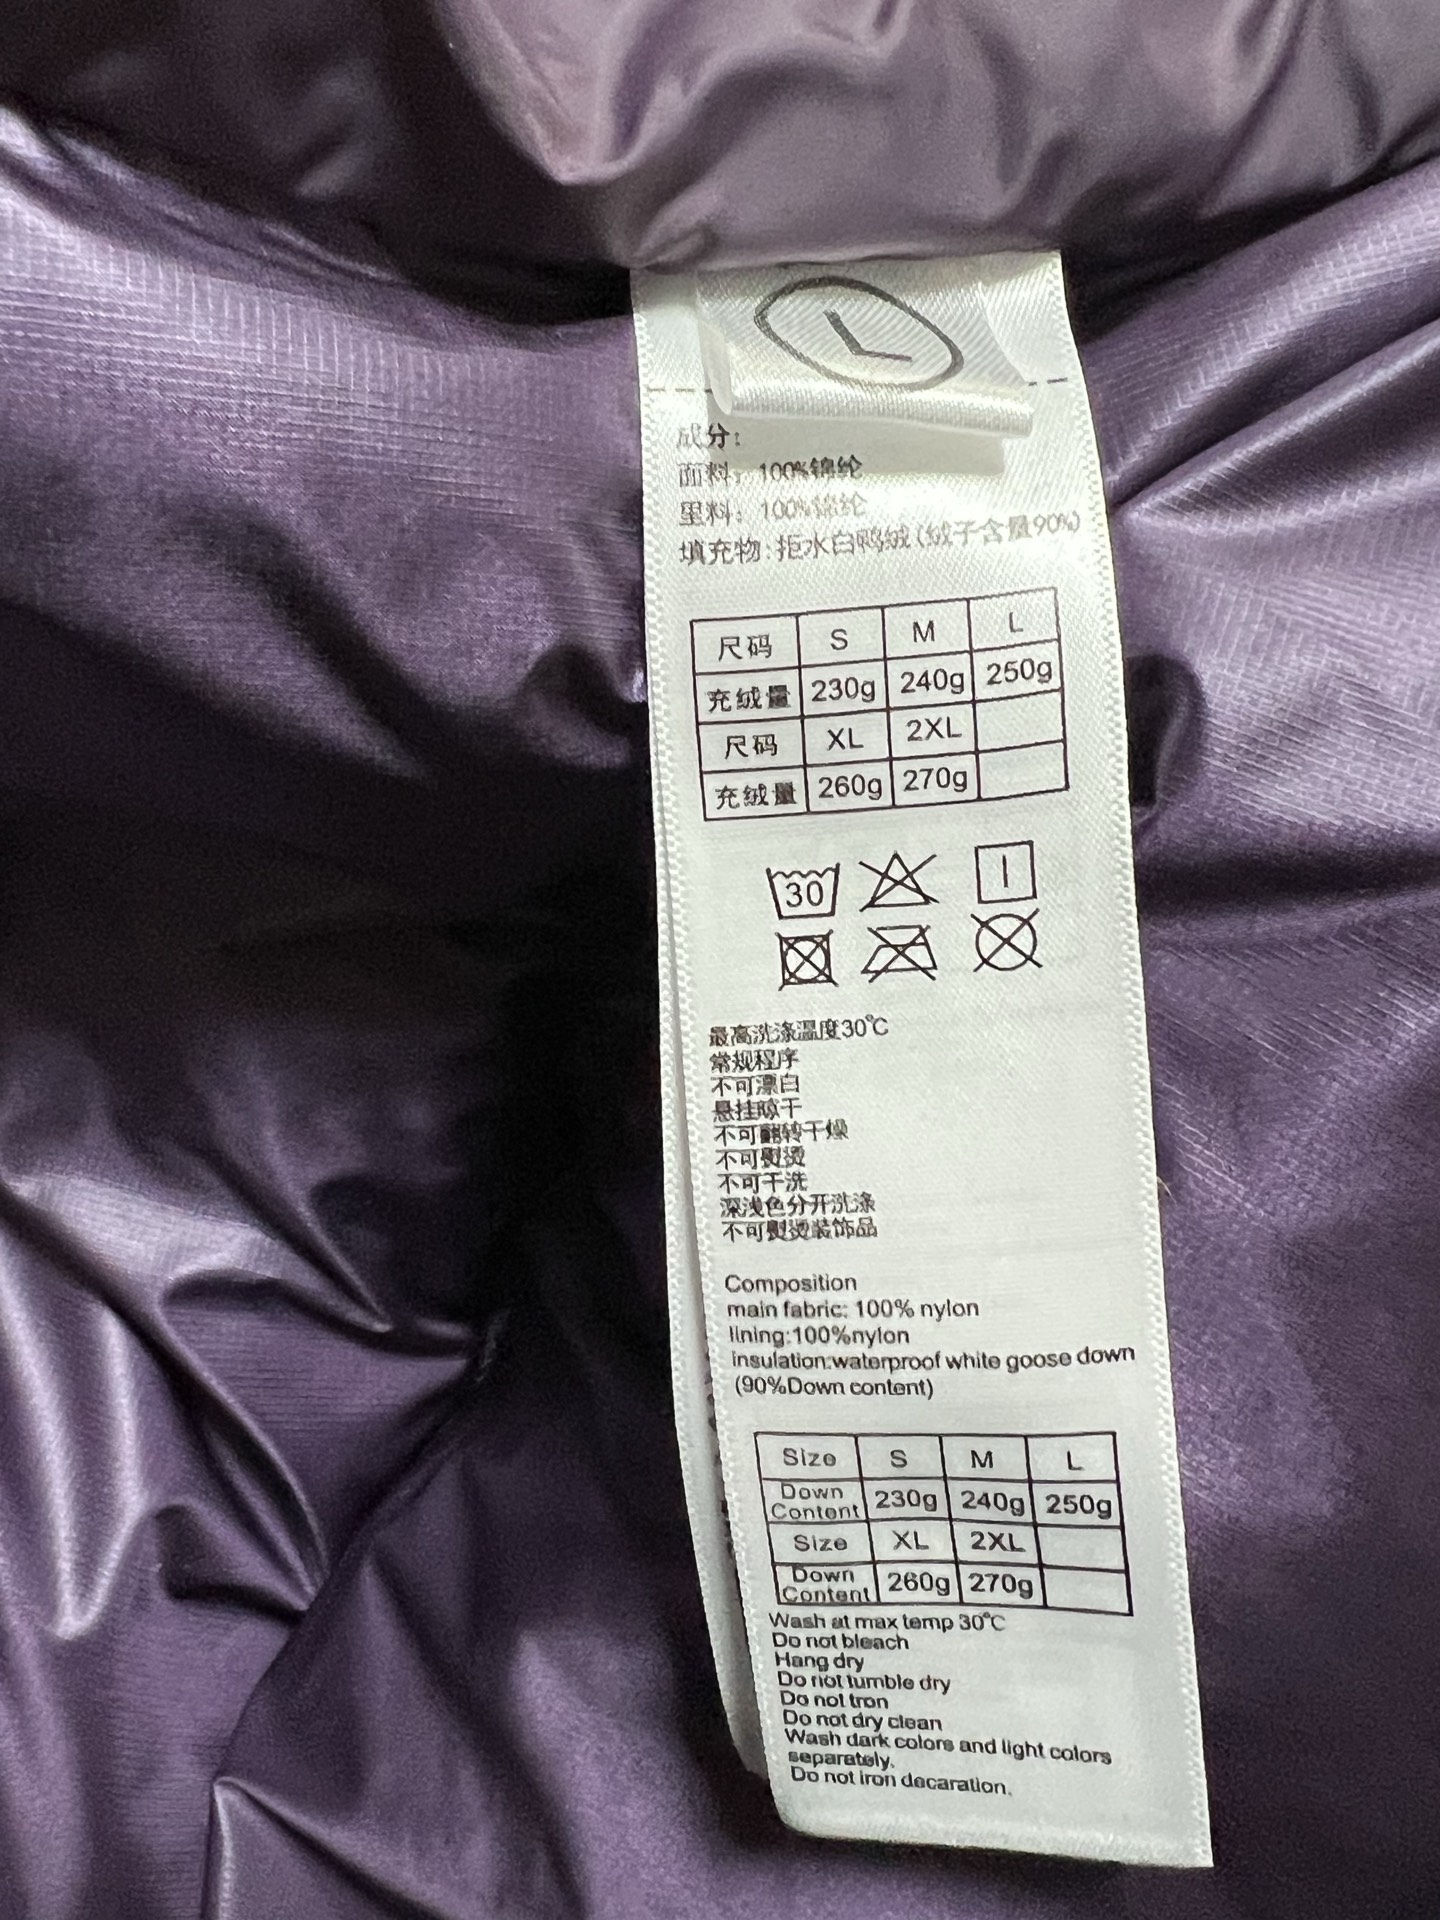 L
成分：
面料：100%锦纶
里料：100%锦纶
填充物：拒水白鸭绒(绒子含量90%)
尺码 S M L
充绒量 230g 240g 250g
尺码 XL 2XL
充绒量 260g 270g
30
最高洗涤温度30℃
常规程序
不可漂白
悬挂晾干
不可翻转干燥
不可熨烫
不可干洗
深浅色分开洗涤
不可熨烫装饰品
Composition
main fabric: 100% nylon
lining:100%nylon
insulation:waterproof white goose down
(90%Down content)
Size S M L
Down Content 230g 240g 250g
Size XL 2XL
Down Content 260g 270g
Wash at max temp 30℃
Do not bleach
Hang dry
Do not tumble dry
Do not tron
Do not dry clean
Wash dark colors and light colors
separately.
Do not iron decaration.